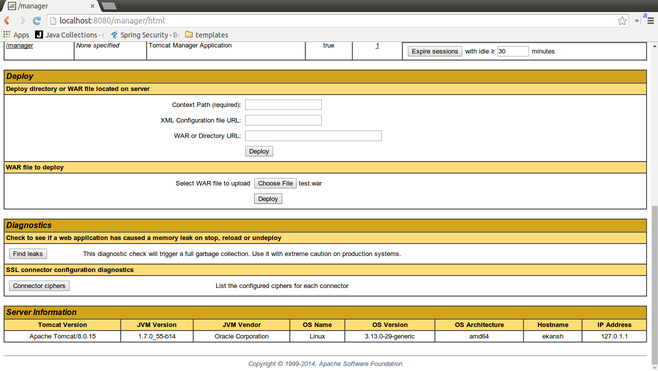 /manager
localhost:8080/manager/html
Apps
Java Collections -
Spring Security - B
templates
/manager None specified Tomcat Manager Application true 1
Expire sessions with idle ≥ 30 minutes
Deploy
Deploy directory or WAR file located on server
Context Path (required):
XML Configuration file URL:
WAR or Directory URL:
Deploy
WAR file to deploy
Select WAR file to upload Choose File test.war
Deploy
Diagnostics
Check to see if a web application has caused a memory leak on stop, reload or undeploy
Find leaks This diagnostic check will trigger a full garbage collection. Use it with extreme caution on production systems.
SSL connector configuration diagnostics
Connector ciphers List the configured ciphers for each connector
Server Information
Tomcat Version JVM Version JVM Vendor OS Name OS Version OS Architecture Hostname IP Address
Apache Tomcat/8.0.15 1.7.0_55-b14 Oracle Corporation Linux 3.13.0-29-generic amd64 ekansh 127.0.1.1
Copyright © 1999-2014, Apache Software Foundation